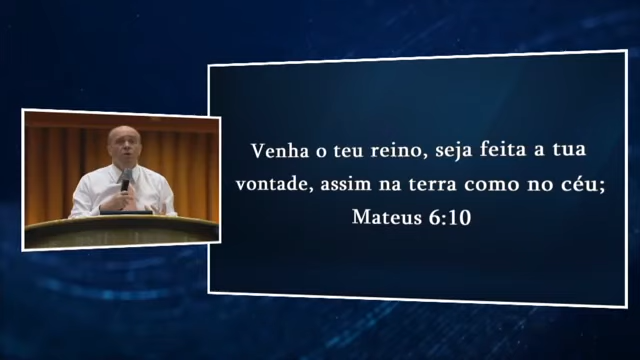 Venha o teu reino, seja feita a tua
vontade, assim na terra como no céu;
Mateus 6:10